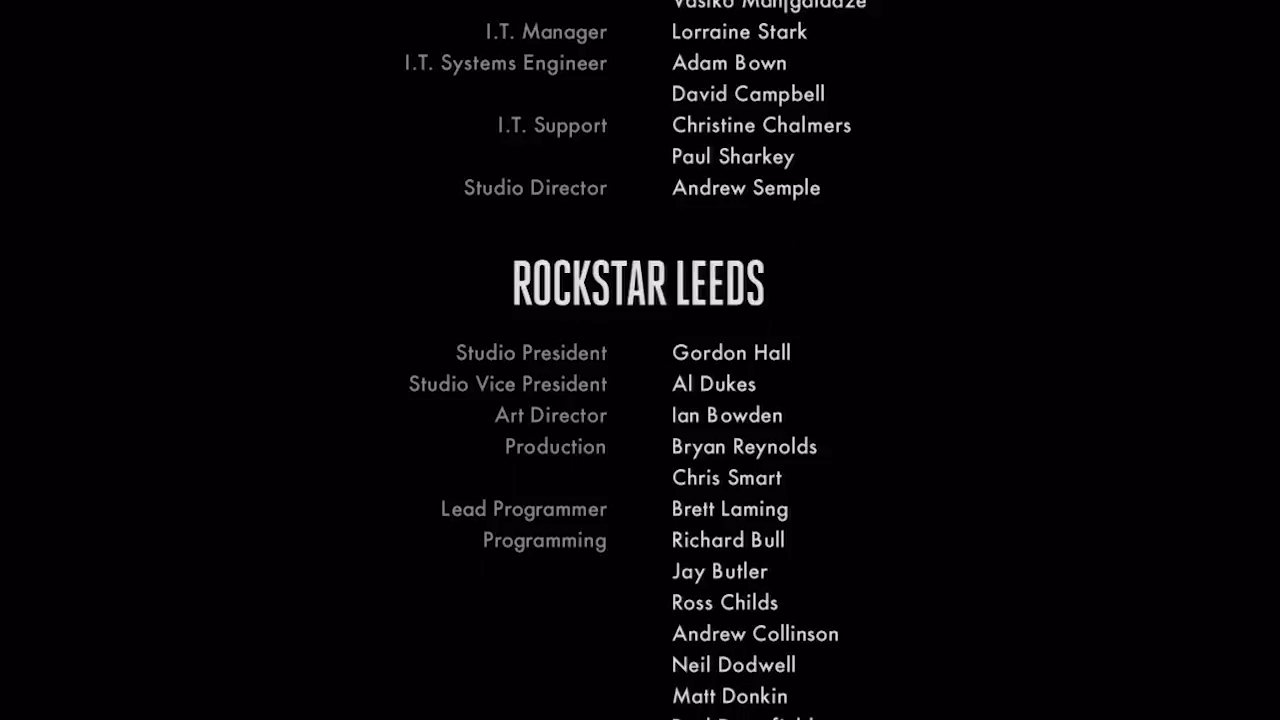 I.T. Manager Lorraine Stark
I.T. Systems Engineer Adam Bown
David Campbell
I.T. Support Christine Chalmers
Paul Sharkey
Studio Director Andrew Semple
ROCKSTAR LEEDS
Studio President Gordon Hall
Studio Vice President Al Dukes
Art Director Ian Bowden
Production Bryan Reynolds
Chris Smart
Lead Programmer Brett Laming
Programming Richard Bull
Jay Butler
Ross Childs
Andrew Collinson
Neil Dodwell
Matt Donkin